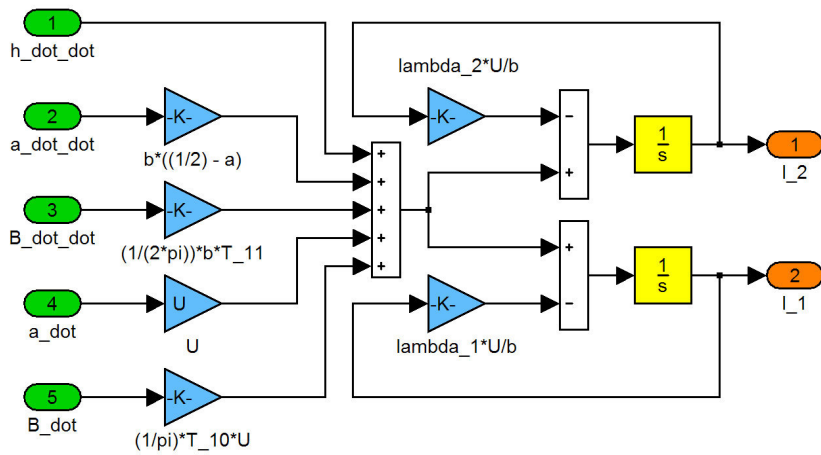 1
h_dot_dot
2
a_dot_dot
-K-
b*((1/2) - a)
3
B_dot_dot
-K-
(1/(2*pi))*b*T_11
4
a_dot
U
U
5
B_dot
-K-
(1/pi)*T_10*U
+
+
+
+
+
lambda_2*U/b
-K-
−
+
1
s
1
l_2
+
−
-K-
lambda_1*U/b
1
s
2
l_1